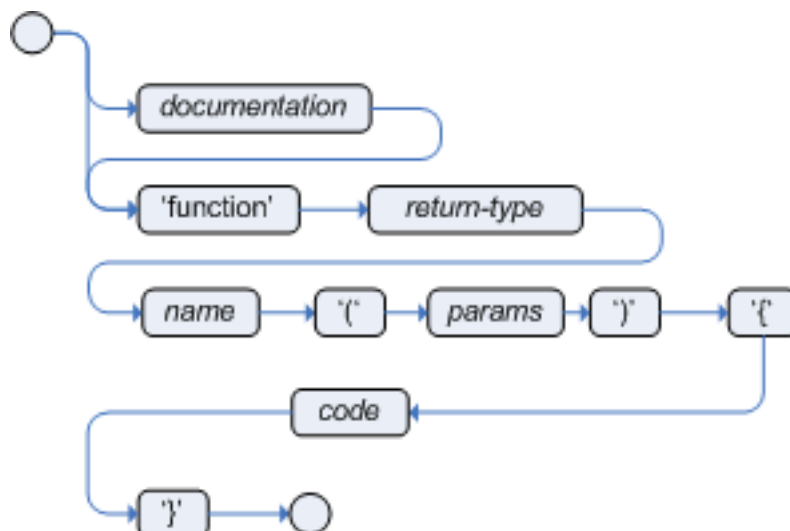 documentation
'function' return-type
name '(' params ')' '{'
code
'}'